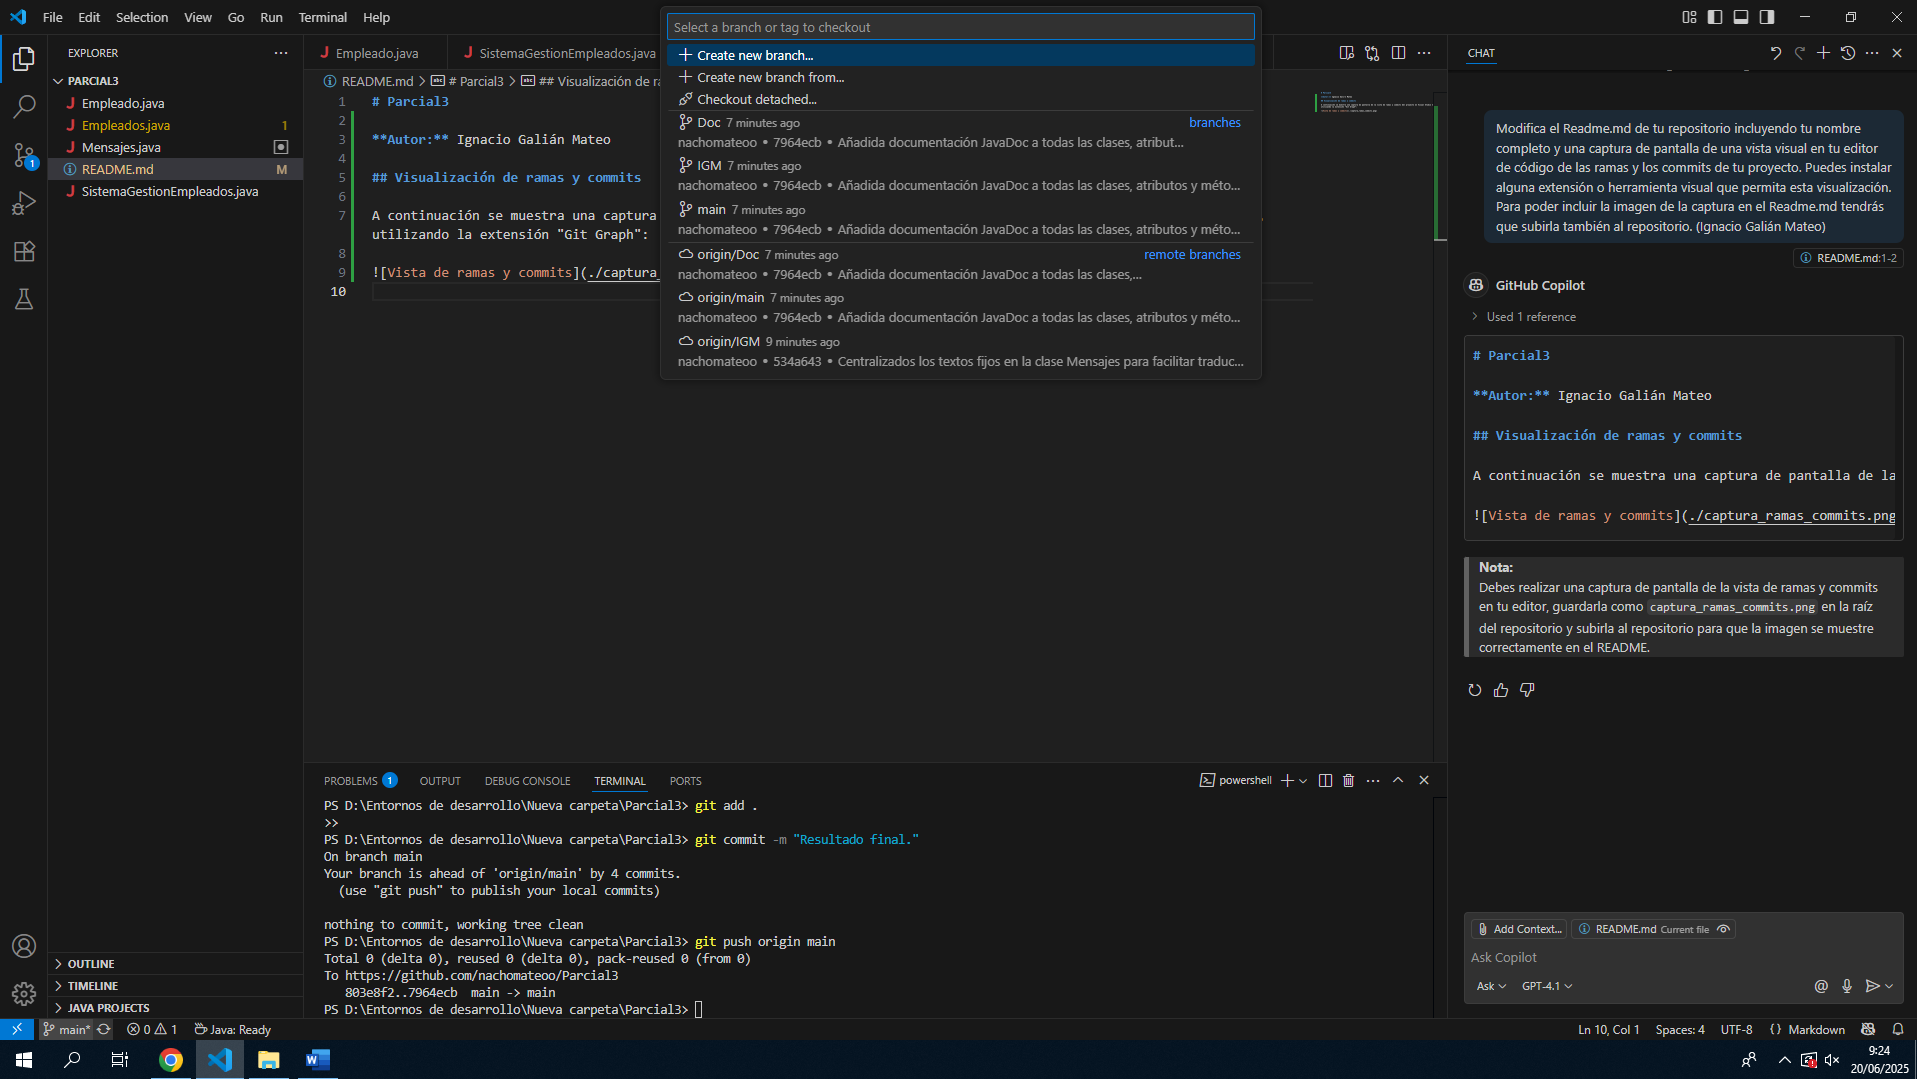 File Edit Selection View Go Run Terminal Help
Select a branch or tag to checkout
Create new branch...
Create new branch from...
Checkout detached...
Doc 7 minutes ago branches
nachomateoo • 7964ecb • Añadida documentación JavaDoc a todas las clases, atribut...
IGM 7 minutes ago
nachomateoo • 7964ecb • Añadida documentación JavaDoc a todas las clases, atributos y méto...
main 7 minutes ago
nachomateoo • 7964ecb • Añadida documentación JavaDoc a todas las clases, atributos y méto...
origin/Doc 7 minutes ago remote branches
nachomateoo • 7964ecb • Añadida documentación JavaDoc a todas las clases,...
origin/main 7 minutes ago
nachomateoo • 7964ecb • Añadida documentación JavaDoc a todas las clases, atributos y méto...
origin/IGM 9 minutes ago
nachomateoo • 534a643 • Centralizados los textos fijos en la clase Mensajes para facilitar traduc...
EXPLORER
PARCIAL3
Empleado.java
Empleados.java 1
Mensajes.java
README.md M
SistemaGestionEmpleados.java
OUTLINE
TIMELINE
JAVA PROJECTS
Empleado.java SistemaGestionEmpleados.java
README.md > # Parcial3 > ## Visualización de ra
1 # Parcial3
2
3 **Autor:** Ignacio Galián Mateo
4
5 ## Visualización de ramas y commits
6
7 A continuación se muestra una captura
utilizando la extensión "Git Graph":
8
9 ![Vista de ramas y commits](./captura_
10
PROBLEMS 1 OUTPUT DEBUG CONSOLE TERMINAL PORTS
powershell
PS D:\Entornos de desarrollo\Nueva carpeta\Parcial3> git add .
>>
PS D:\Entornos de desarrollo\Nueva carpeta\Parcial3> git commit -m "Resultado final."
On branch main
Your branch is ahead of 'origin/main' by 4 commits.
(use "git push" to publish your local commits)
nothing to commit, working tree clean
PS D:\Entornos de desarrollo\Nueva carpeta\Parcial3> git push origin main
Total 0 (delta 0), reused 0 (delta 0), pack-reused 0 (from 0)
To https://github.com/nachomateoo/Parcial3
803e8f2..7964ecb main -> main
PS D:\Entornos de desarrollo\Nueva carpeta\Parcial3>
CHAT
Modifica el Readme.md de tu repositorio incluyendo tu nombre
completo y una captura de pantalla de una vista visual en tu editor
de código de las ramas y los commits de tu proyecto. Puedes instalar
alguna extensión o herramienta visual que permita esta visualización.
Para poder incluir la imagen de la captura en el Readme.md tendrás
que subirla también al repositorio. (Ignacio Galián Mateo)
README.md:1-2
GitHub Copilot
Used 1 reference
# Parcial3
**Autor:** Ignacio Galián Mateo
## Visualización de ramas y commits
A continuación se muestra una captura de pantalla de la
![Vista de ramas y commits](./captura_ramas_commits.png
Nota:
Debes realizar una captura de pantalla de la vista de ramas y commits
en tu editor, guardarla como captura_ramas_commits.png en la raíz
del repositorio y subirla al repositorio para que la imagen se muestre
correctamente en el README.
Add Context... README.md Current file
Ask Copilot
Ask GPT-4.1
1
main* 0 1 Java: Ready
Ln 10, Col 1 Spaces: 4 UTF-8 {} Markdown
9:24
20/06/2025